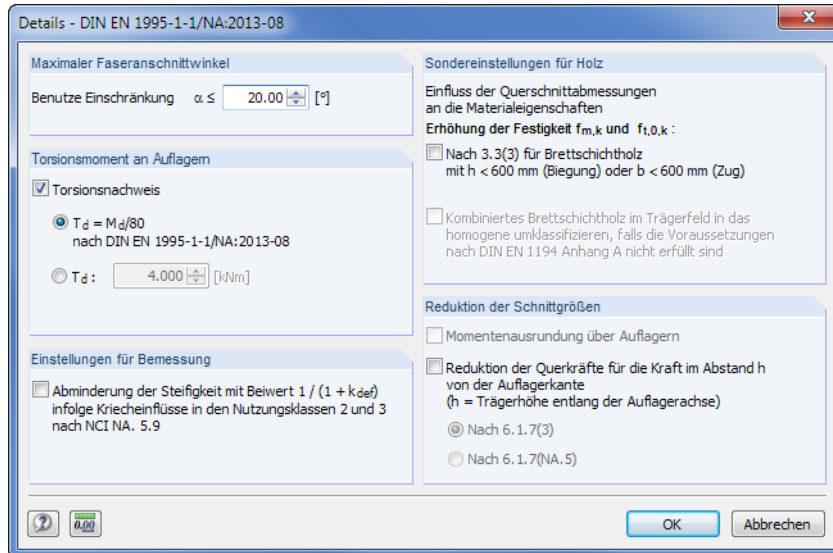 Details - DIN EN 1995-1-1/NA:2013-08
Maximaler Faseranschnittwinkel
Benutze Einschränkung α ≤ 20.00 [°]
Torsionsmoment an Auflagern
Torsionsnachweis
Td = Md/80
nach DIN EN 1995-1-1/NA:2013-08
Td : 4.000 [kNm]
Einstellungen für Bemessung
Abminderung der Steifigkeit mit Beiwert 1 / (1 + kdef)
infolge Kriecheinflüsse in den Nutzungsklassen 2 und 3
nach NCI NA. 5.9
Sondereinstellungen für Holz
Einfluss der Querschnittabmessungen
an die Materialeigenschaften
Erhöhung der Festigkeit fm,k und ft,0,k :
Nach 3.3(3) für Brettschichtholz
mit h < 600 mm (Biegung) oder b < 600 mm (Zug)
Kombiniertes Brettschichtholz im Trägerfeld in das
homogene umklassifizieren, falls die Voraussetzungen
nach DIN EN 1194 Anhang A nicht erfüllt sind
Reduktion der Schnittgrößen
Momentenausrundung über Auflagern
Reduktion der Querkräfte für die Kraft im Abstand h
von der Auflagerkante
(h = Trägerhöhe entlang der Auflagerachse)
Nach 6.1.7(3)
Nach 6.1.7(NA.5)
0.00
OK
Abbrechen